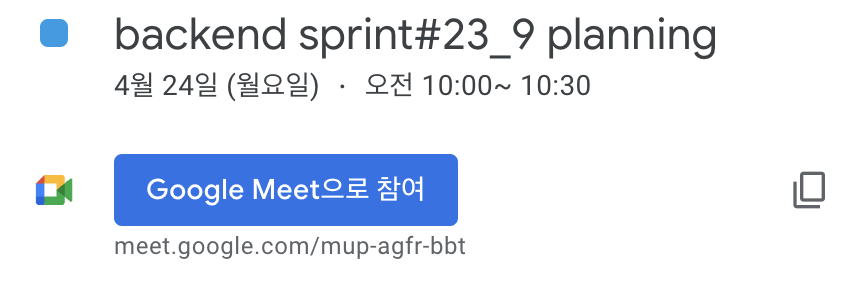 backend sprint#23_9 planning
4월 24일 (월요일) · 오전 10:00~ 10:30
Google Meet으로 참여
meet.google.com/mup-agfr-bbt